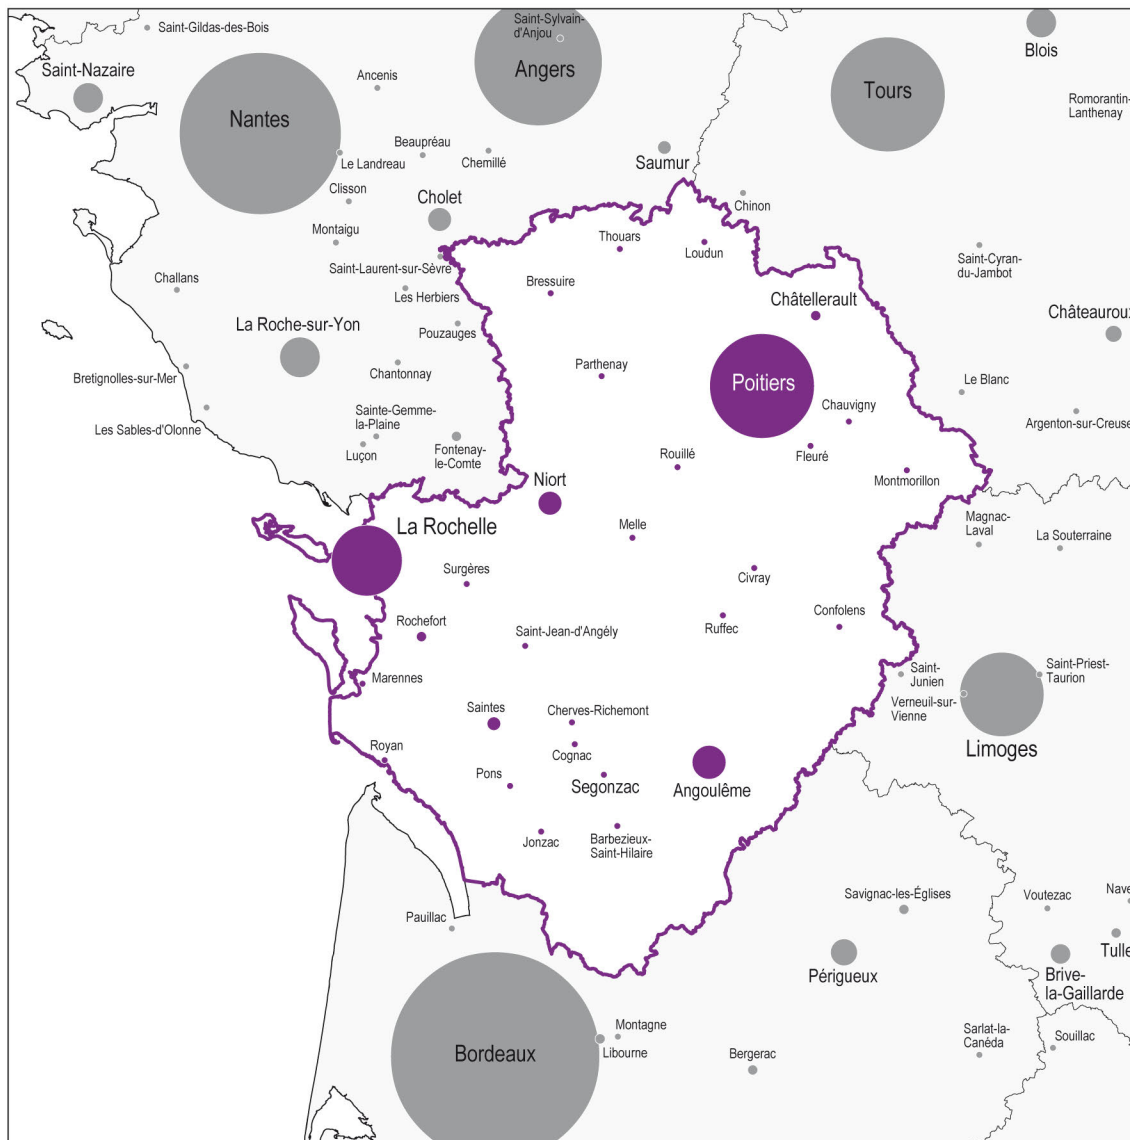 Saint-Gildas-des-Bois
Saint-Sylvain-
d'Anjou
Blois
Saint-Nazaire
Ancenis
Angers
Tours
Romorantin-
Lanthenay
Nantes
Beaupréau
Le Landreau
Chemillé
Saumur
Clisson
Cholet
Chinon
Montaigu
Thouars
Loudun
Saint-Laurent-sur-Sèvre
Saint-Cyran-
du-Jambot
Challans
Les Herbiers
Bressuire
Châtellerault
Châteauroux
La Roche-sur-Yon
Pouzauges
Bretignolles-sur-Mer
Chantonnay
Parthenay
Poitiers
Le Blanc
Chauvigny
Les Sables-d'Olonne
Sainte-Gemme-
la-Plaine
Argenton-sur-Creuse
Luçon
Fontenay-
le-Comte
Rouillé
Fleuré
Niort
Montmorillon
La Rochelle
Melle
Magnac-
Laval
La Souterraine
Surgères
Civray
Rochefort
Saint-Jean-d'Angély
Ruffec
Confolens
Marennes
Saint-
Junien
Saint-Priest-
Taurion
Verneuil-sur-
Vienne
Saintes
Cherves-Richemont
Royan
Cognac
Limoges
Pons
Segonzac
Angoulême
Jonzac
Barbezieux-
Saint-Hilaire
Savignac-les-Églises
Voutezac
Nave
Pauillac
Tulle
Périgueux
Brive-
la-Gaillarde
Montagne
Bordeaux
Libourne
Bergerac
Sarlat-la-
Canéda
Souillac